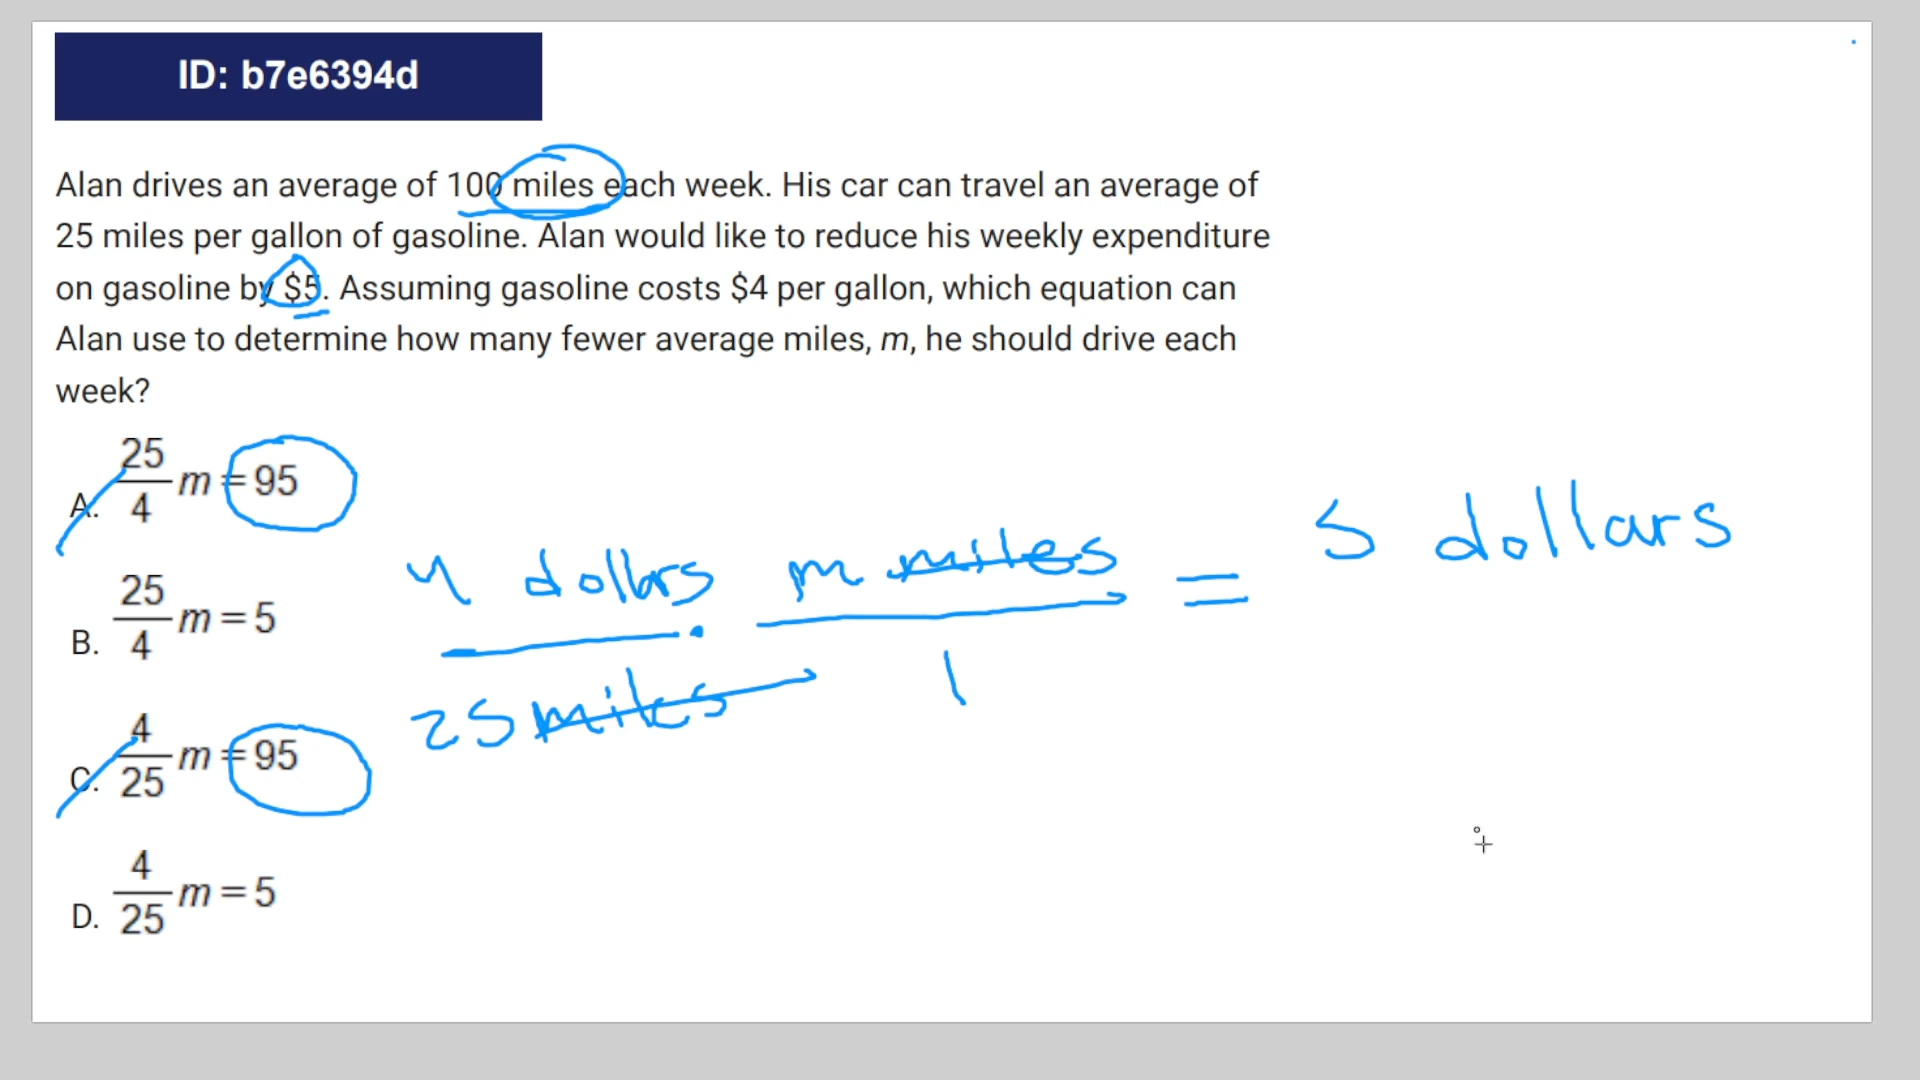 ID: b7e6394d
Alan drives an average of 100 miles each week. His car can travel an average of
25 miles per gallon of gasoline. Alan would like to reduce his weekly expenditure
on gasoline by $5. Assuming gasoline costs $4 per gallon, which equation can
Alan use to determine how many fewer average miles, m, he should drive each
week?
A. 25/4 m = 95
B. 25/4 m = 5
C. 4/25 m = 95
D. 4/25 m = 5
4 dollars / 25 miles · m miles / 1 = 5 dollars